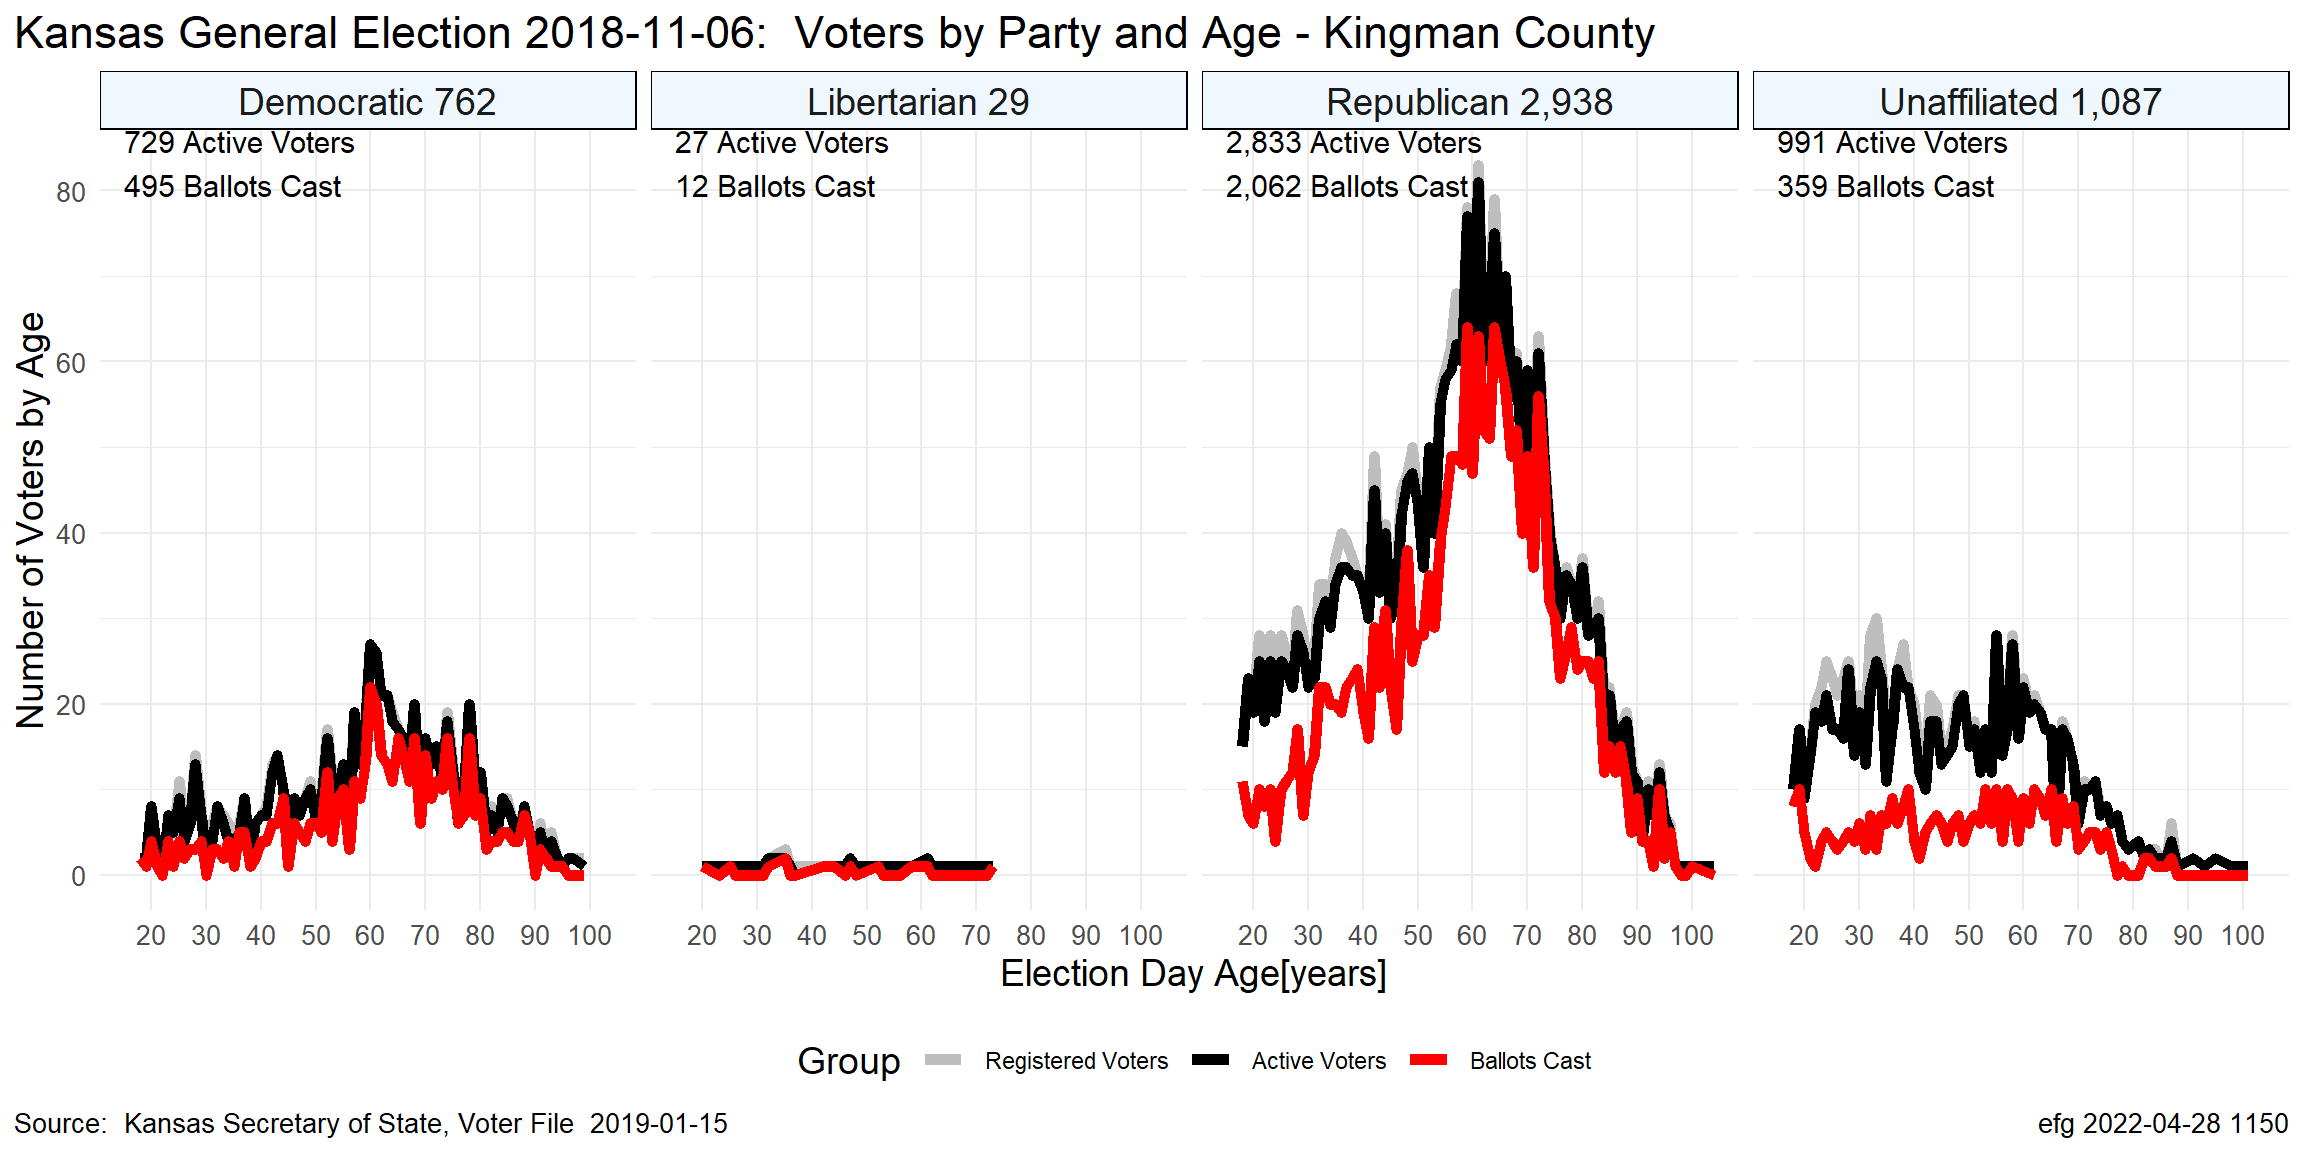 Kansas General Election 2018-11-06:  Voters by Party and Age - Kingman County
Democratic 762
Libertarian 29
Republican 2,938
Unaffiliated 1,087
729 Active Voters
495 Ballots Cast
27 Active Voters
12 Ballots Cast
2,833 Active Voters
2,062 Ballots Cast
991 Active Voters
359 Ballots Cast
Number of Voters by Age
80
60
40
20
0
20 30 40 50 60 70 80 90 100
20 30 40 50 60 70 80 90 100
20 30 40 50 60 70 80 90 100
20 30 40 50 60 70 80 90 100
Election Day Age[years]
Group Registered Voters Active Voters Ballots Cast
Source:  Kansas Secretary of State, Voter File  2019-01-15
efg 2022-04-28 1150